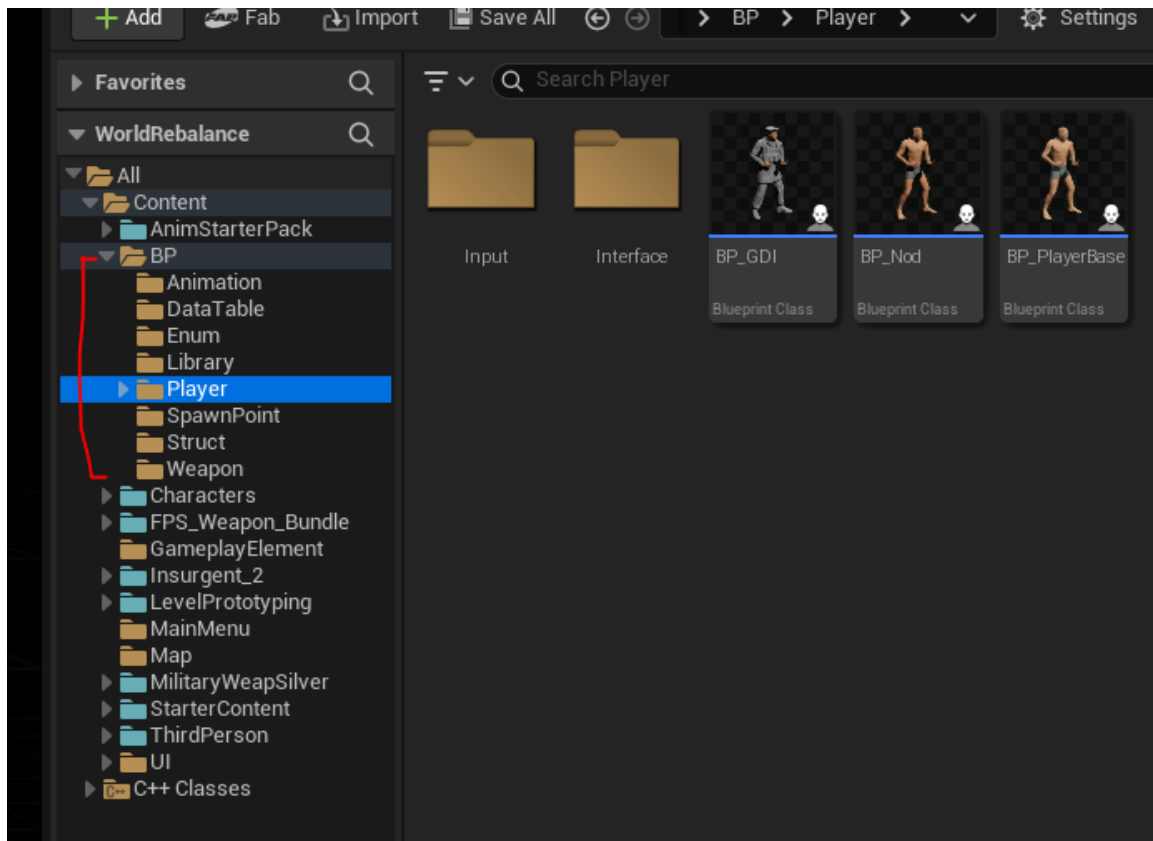 + Add Fab Import Save All > BP > Player > Settings
Favorites
Search Player
WorldRebalance
All
Content
AnimStarterPack
BP
Animation
DataTable
Enum
Library
Player
SpawnPoint
Struct
Weapon
Characters
FPS_Weapon_Bundle
GameplayElement
Insurgent_2
LevelPrototyping
MainMenu
Map
MilitaryWeapSilver
StarterContent
ThirdPerson
UI
C++ Classes
Input
Interface
BP_GDI
Blueprint Class
BP_Nod
Blueprint Class
BP_PlayerBase
Blueprint Class